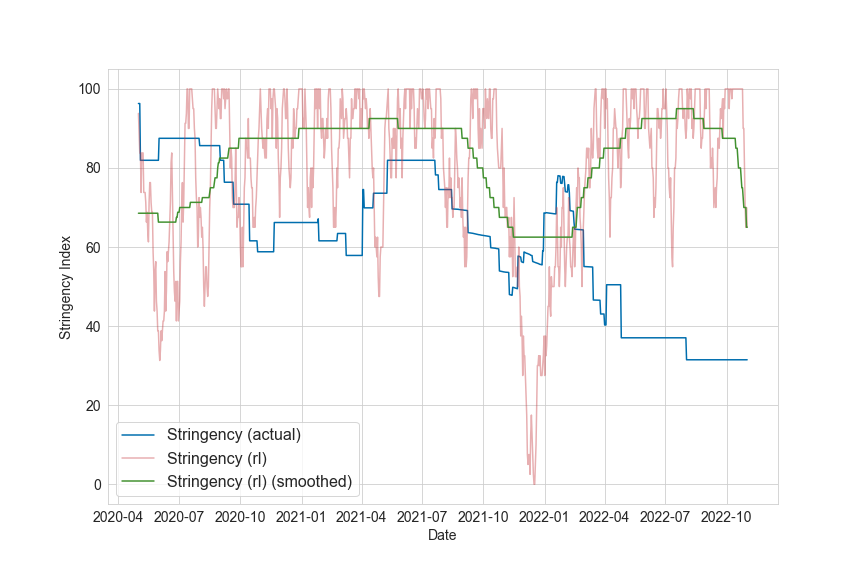 100
80
60
40
20
0
Stringency Index
Stringency (actual)
Stringency (rl)
Stringency (rl) (smoothed)
2020-04 2020-07 2020-10 2021-01 2021-04 2021-07 2021-10 2022-01 2022-04 2022-07 2022-10
Date